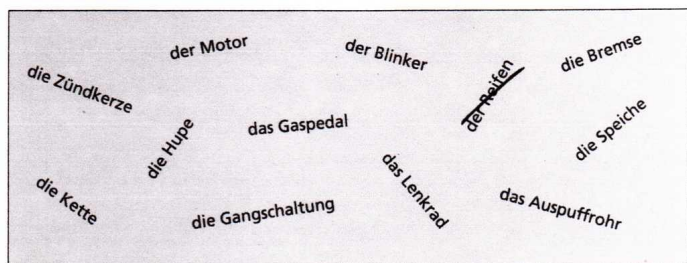 der Motor
der Blinker
die Bremse
die Zündkerze
der Reifen
die Hupe
das Gaspedal
die Speiche
die Kette
die Gangschaltung
das Lenkrad
das Auspuffrohr